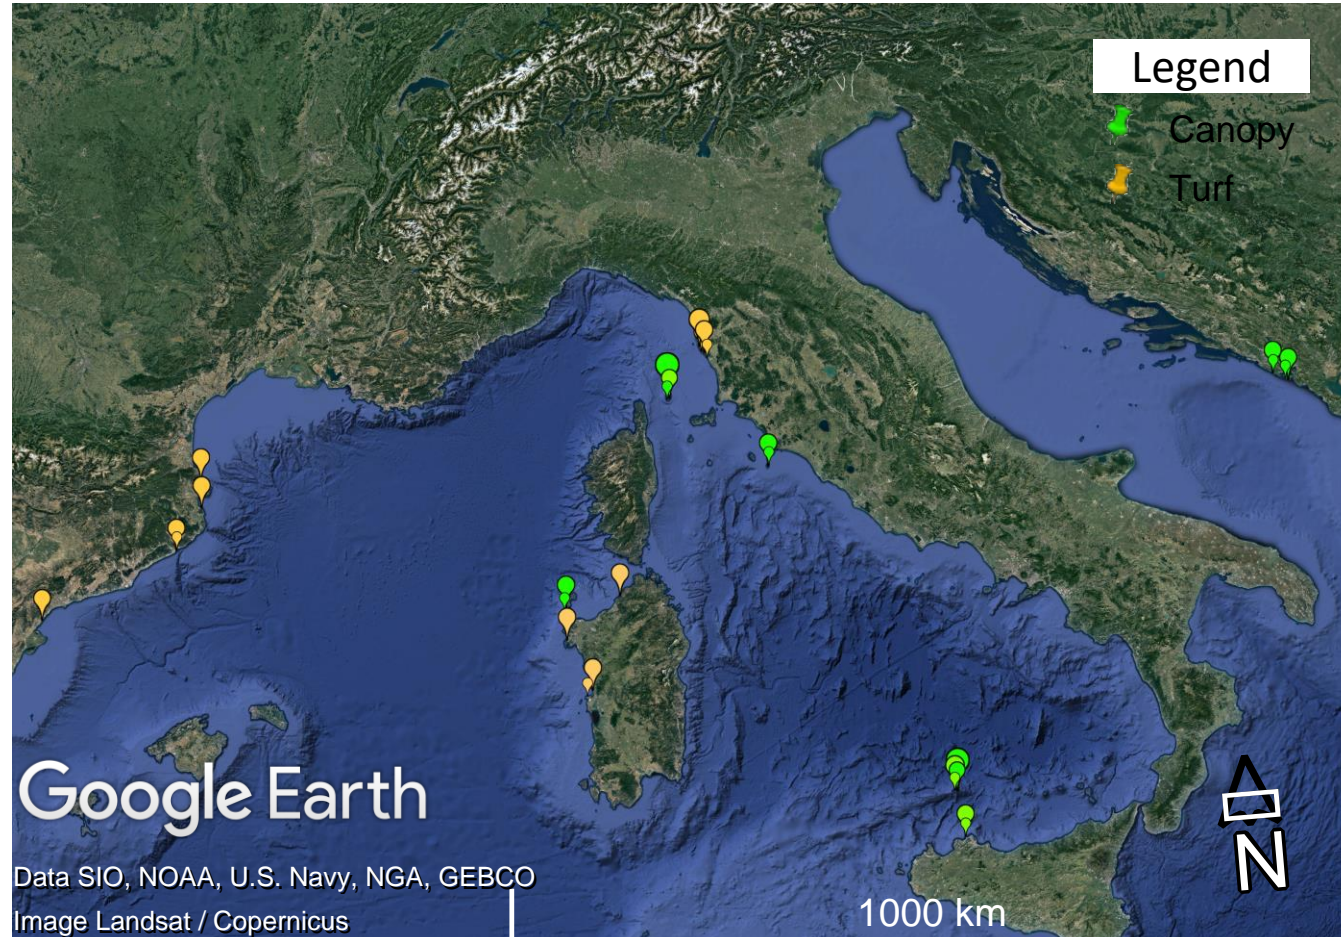 Legend
Canopy
Turf
Google Earth
Data SIO, NOAA, U.S. Navy, NGA, GEBCO
Image Landsat / Copernicus
1000 km
N